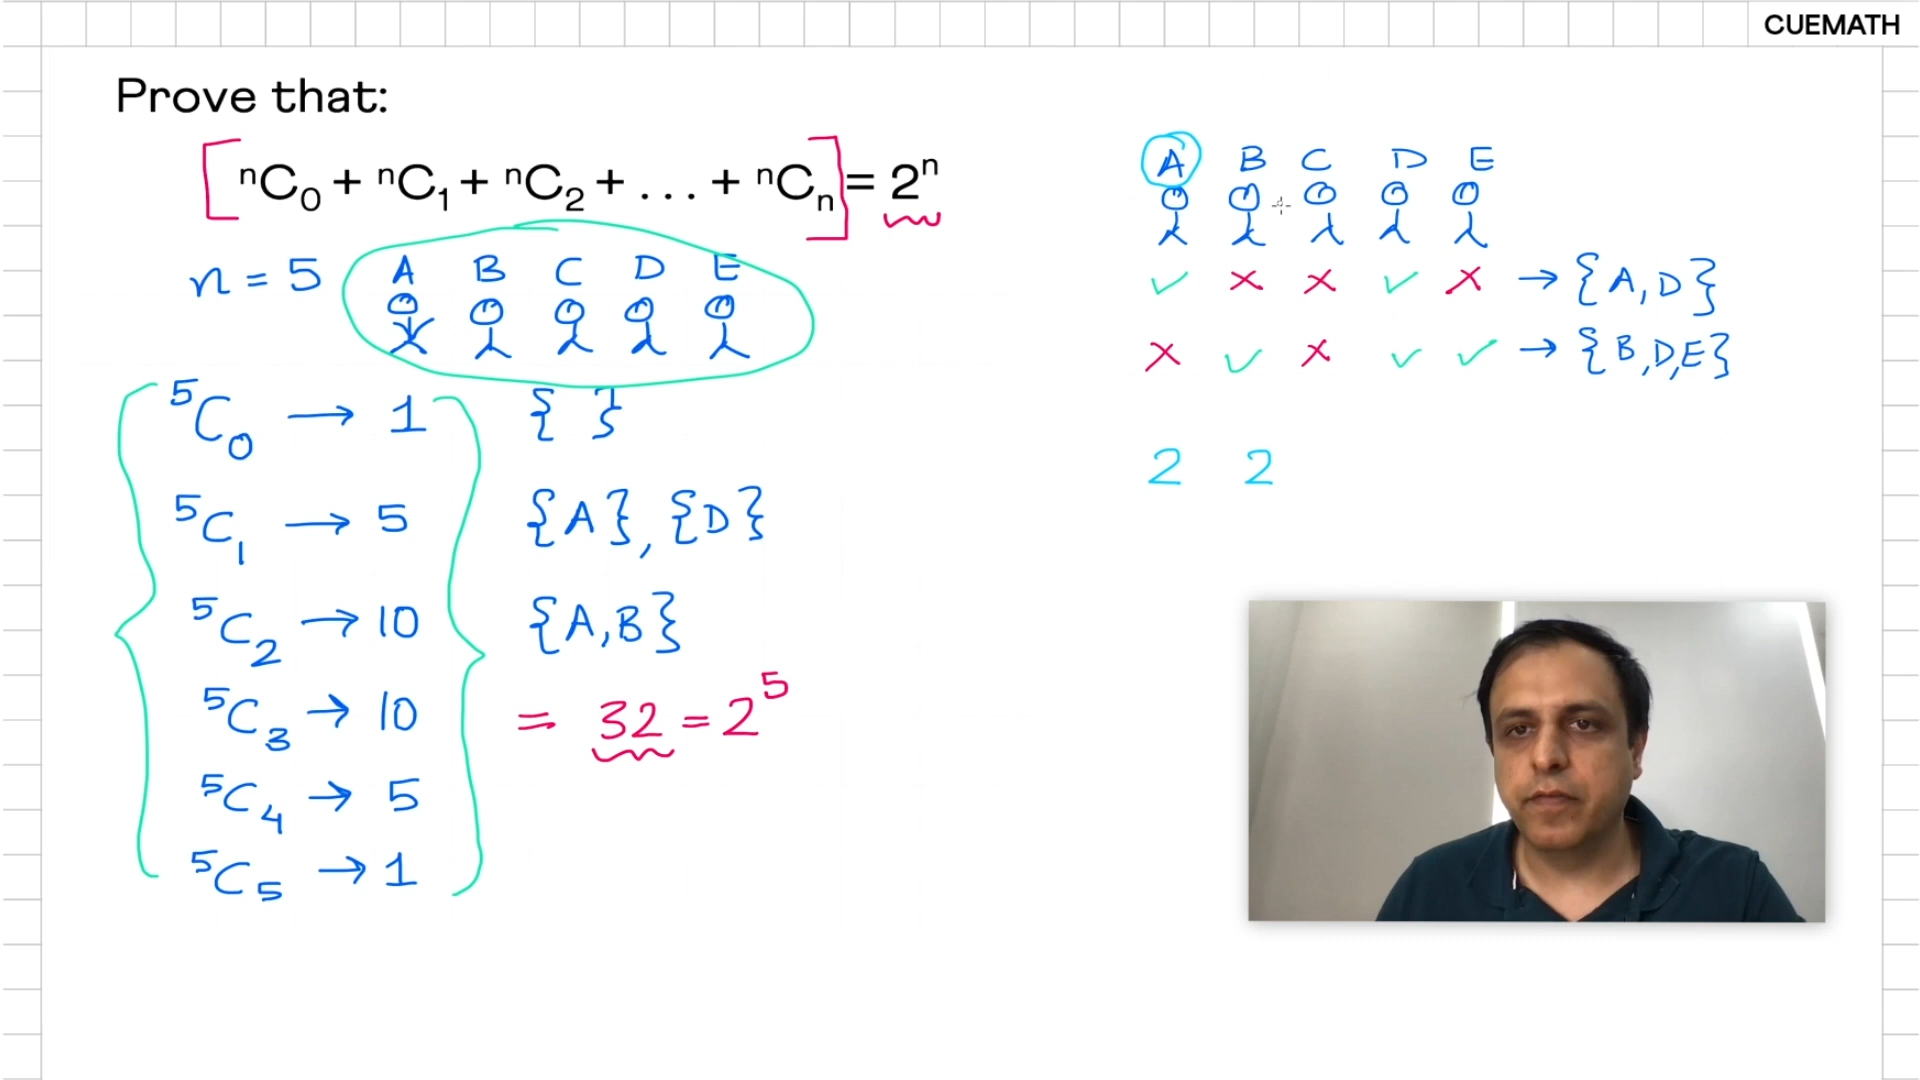 CUEMATH
Prove that:
[ⁿC₀ + ⁿC₁ + ⁿC₂ + . . . + ⁿCₙ] = 2ⁿ
n = 5
A B C D E
⁵C₀ → 1 { }
⁵C₁ → 5 {A}, {D}
⁵C₂ → 10 {A,B}
⁵C₃ → 10 = 32 = 2⁵
⁵C₄ → 5
⁵C₅ → 1
A B C D E
✓ × × ✓ × → {A,D}
× ✓ × ✓ ✓ → {B,D,E}
2 2